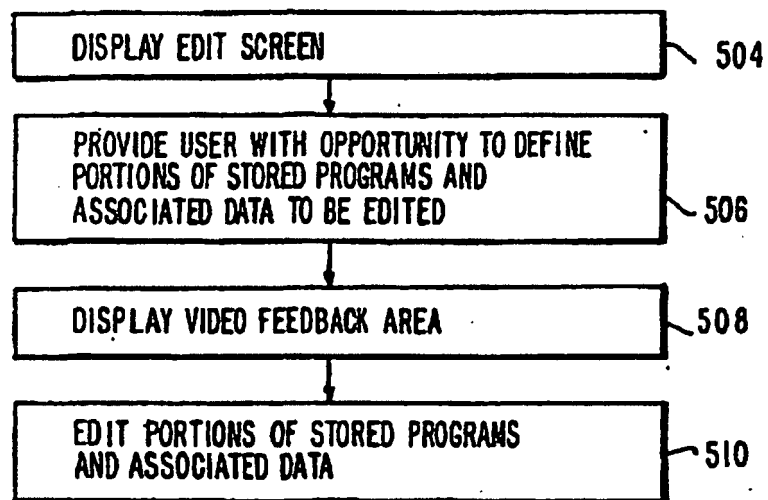 DISPLAY EDIT SCREEN
504
PROVIDE USER WITH OPPORTUNITY TO DEFINE
PORTIONS OF STORED PROGRAMS AND
ASSOCIATED DATA TO BE EDITED
506
DISPLAY VIDEO FEEDBACK AREA
508
EDIT PORTIONS OF STORED PROGRAMS
AND ASSOCIATED DATA
510